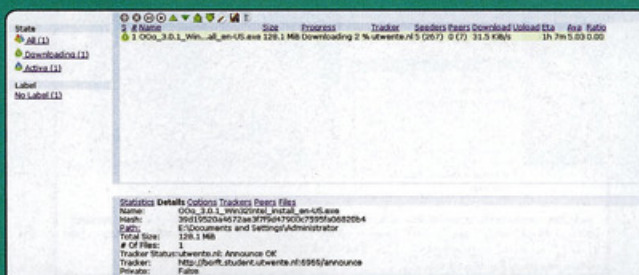 State
All (1)
Downloading (1)
Active (1)
Label
No Label (1)
S # Name Size Progress Tracker Seeders Peers Download Upload Eta Ava Ratio
1 OOo_3.0.1_Win...all_en-US.exe 128.1 MiB Downloading 2 % utwente.nl 5 (267) 0 (7) 31.5 KiB/s 1h 7m 5.03 0.00
Statistics Details Options Trackers Peers Files
Name: OOo_3.0.1_Win32Intel_install_en-US.exe
Hash:
Path: E:\Documents and Settings\Administrator
Total Size: 128.1 MiB
# Of Files: 1
Tracker Status: utwente.nl: Announce OK
Tracker: http://borft.student.utwente.nl:6969/announce
Private: False